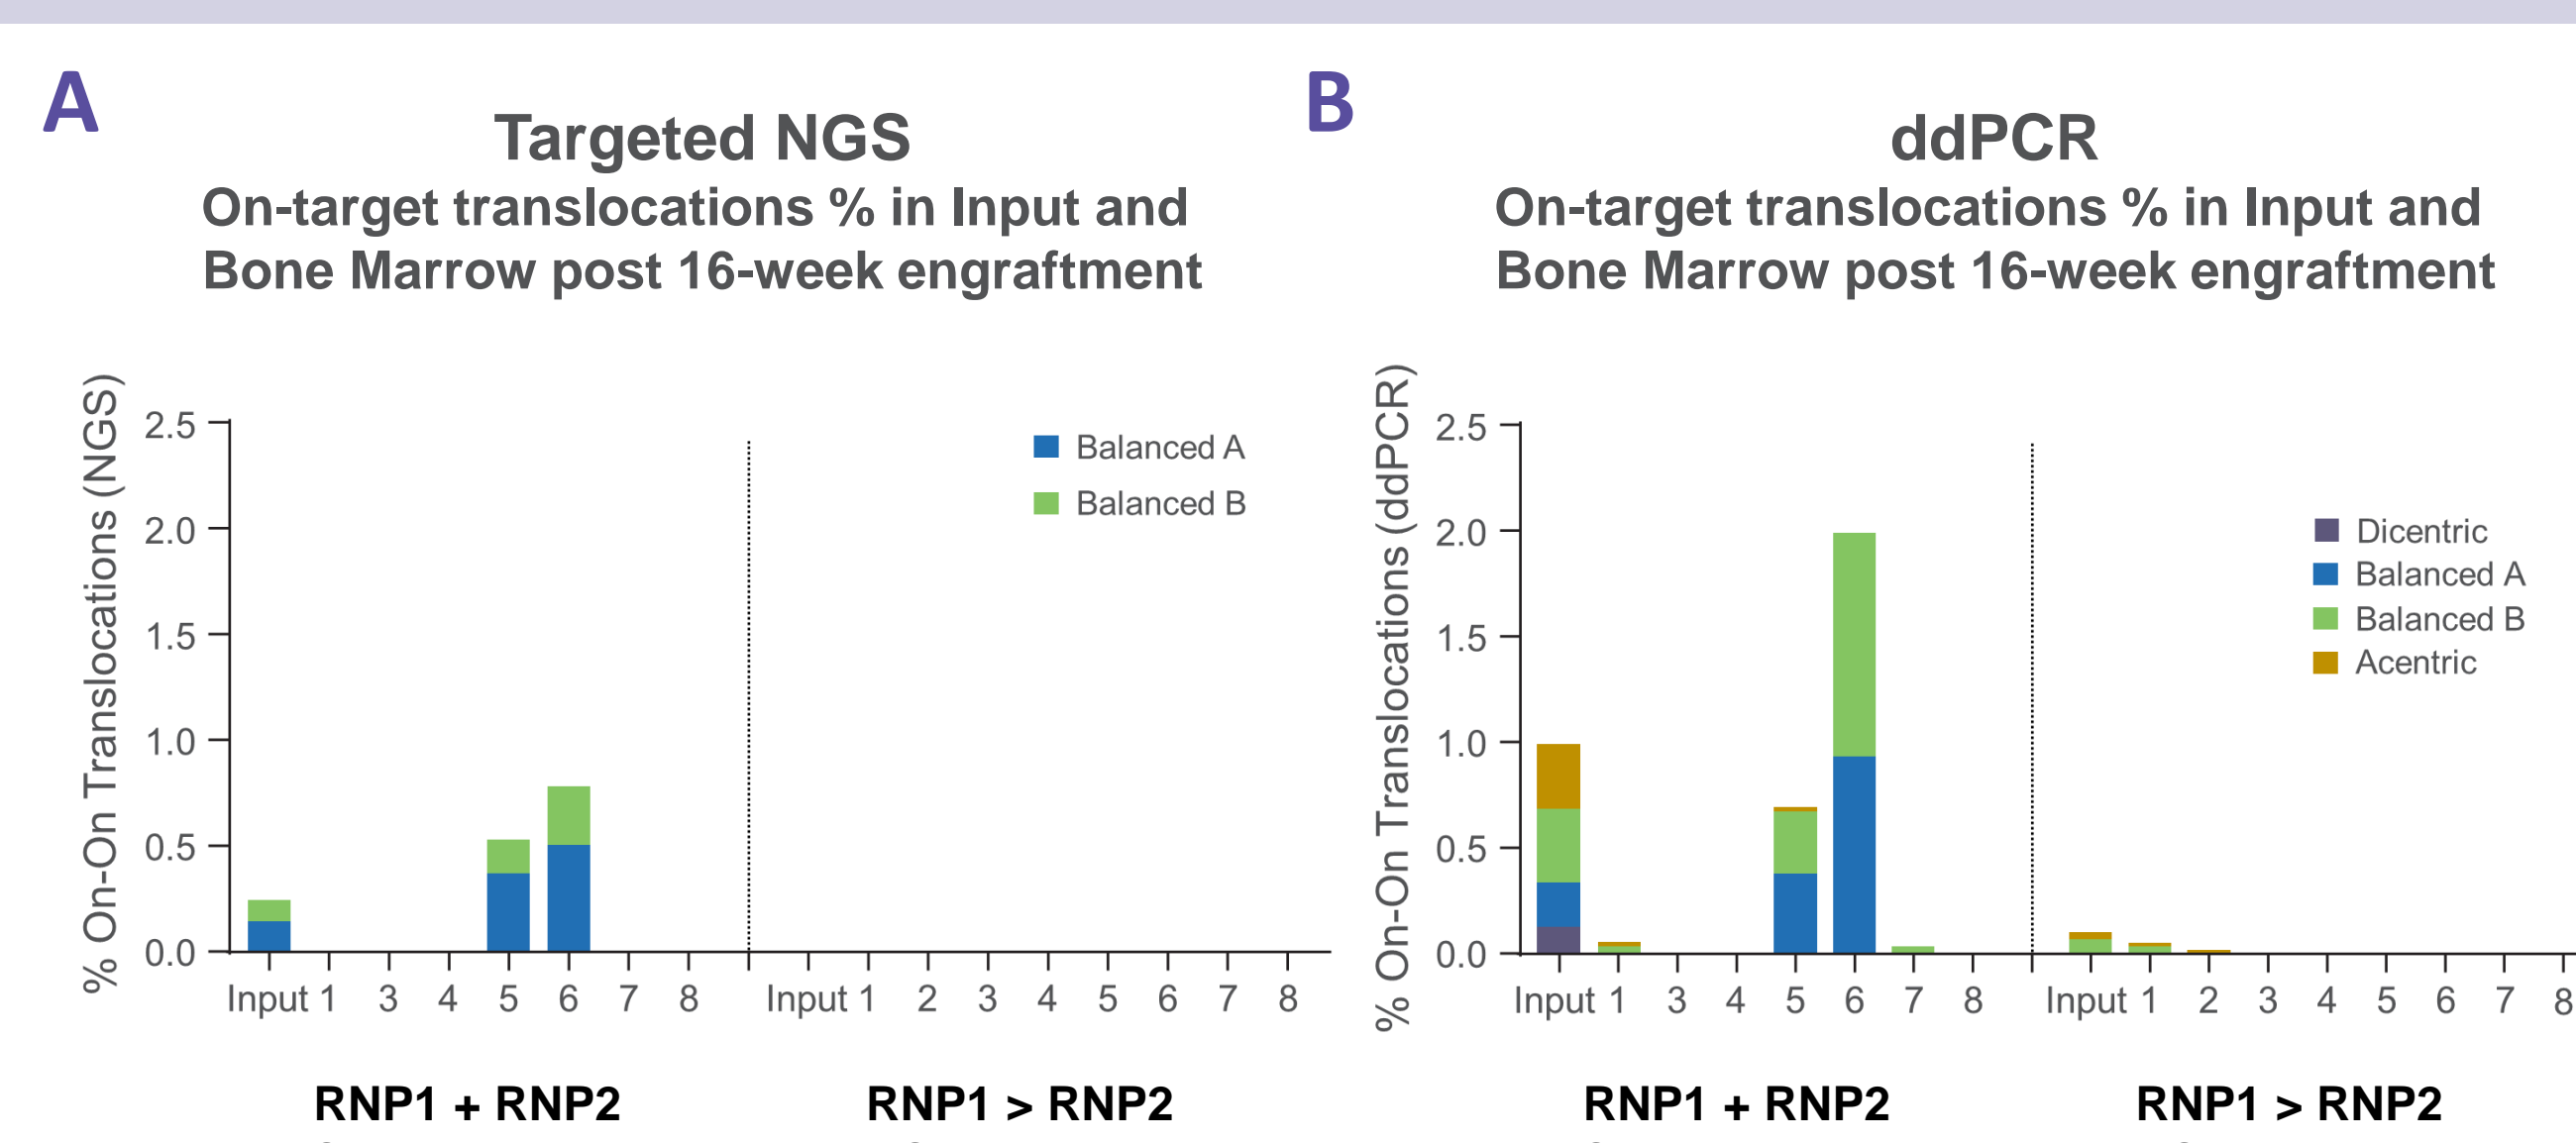 A
Targeted NGS
On-target translocations % in Input and
Bone Marrow post 16-week engraftment
% On-On Translocations (NGS)
2.5
2.0
1.5
1.0
0.5
0.0
Balanced A
Balanced B
Input 1 3 4 5 6 7 8 Input 1 2 3 4 5 6 7 8
RNP1 + RNP2 RNP1 > RNP2
B
ddPCR
On-target translocations % in Input and
Bone Marrow post 16-week engraftment
% On-On Translocations (ddPCR)
2.5
2.0
1.5
1.0
0.5
0.0
Dicentric
Balanced A
Balanced B
Acentric
Input 1 3 4 5 6 7 8 Input 1 2 3 4 5 6 7 8
RNP1 + RNP2 RNP1 > RNP2